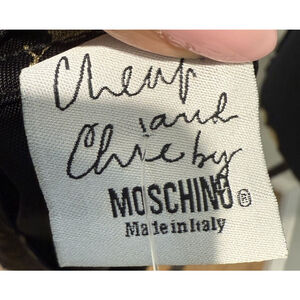 Cheap
and
Chic by
MOSCHINO®
Made in Italy